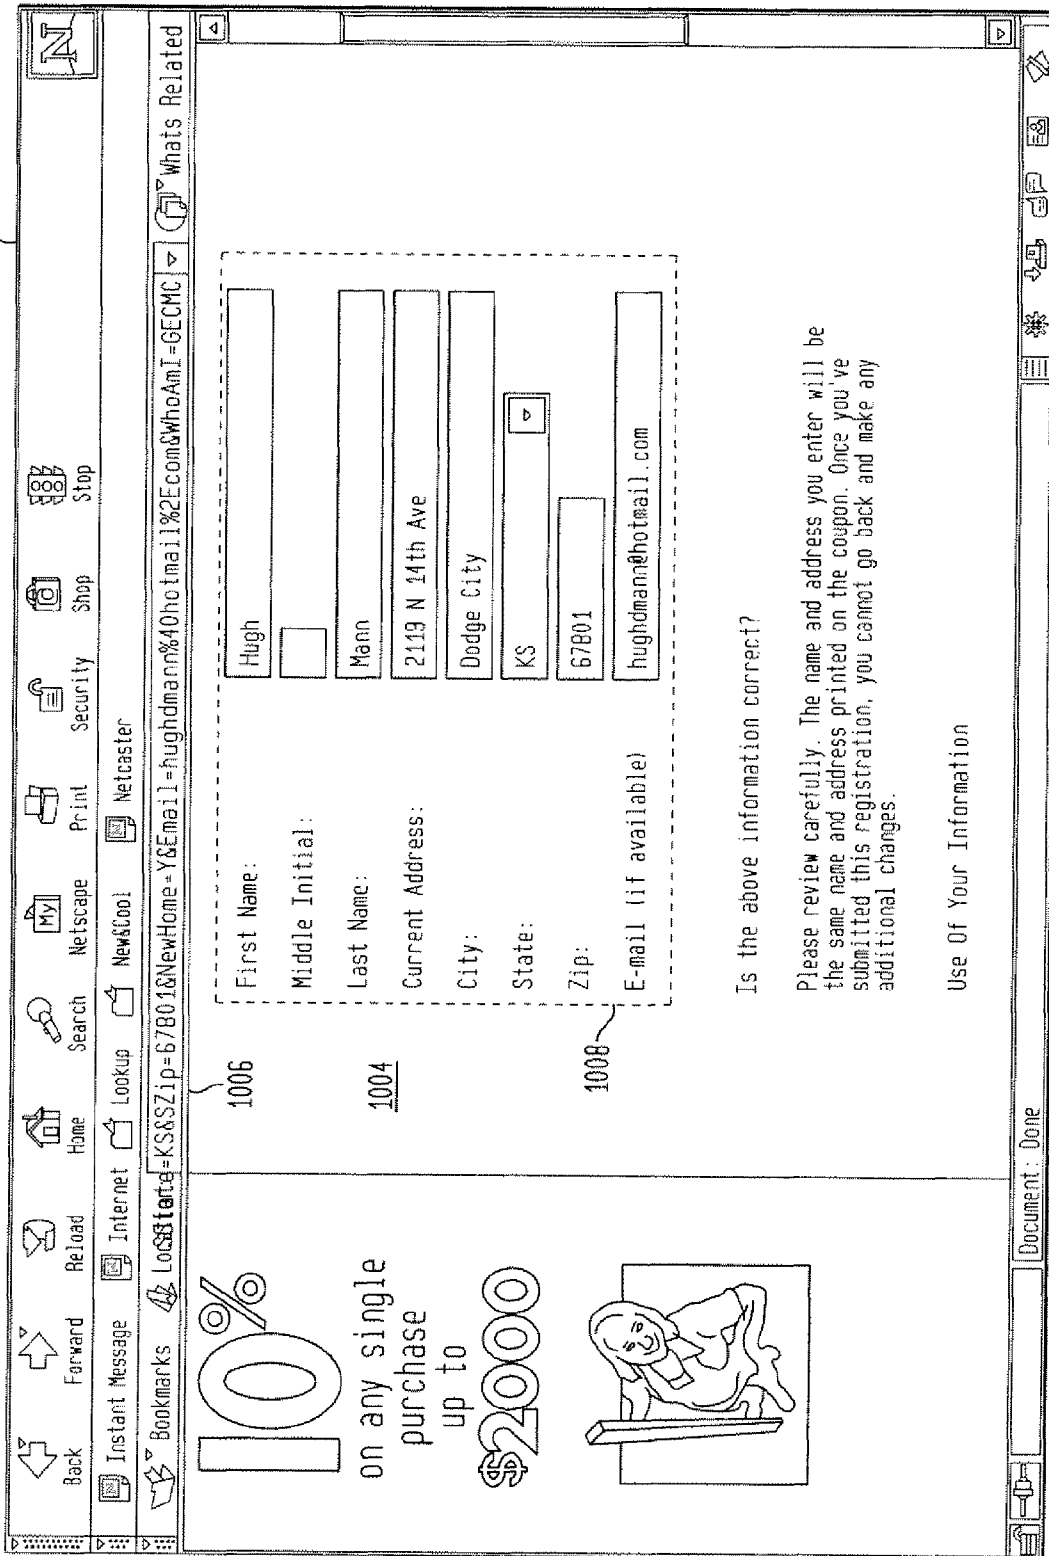 N
Back Forward Reload Home Search Netscape Print Security Shop Stop
My
Instant Message Internet Lookup New&Cool Netcaster
Bookmarks =KS&SZip=67801&NewHome=Y&Email=hughdmann%40hotmail%2Ecom&WhoAmI=GECMC Whats Related
10%
on any single
purchase
up to
$2000
1006
1004
1008
First Name: Hugh
Middle Initial:
Last Name: Mann
Current Address: 2119 N 14th Ave
City: Dodge City
State: KS
Zip: 67801
E-mail (if available) hughdmann@hotmail.com
Is the above information correct?
Please review carefully. The name and address you enter will be
the same name and address printed on the coupon. Once you've
submitted this registration, you cannot go back and make any
additional changes.
Use Of Your Information
Document: Done